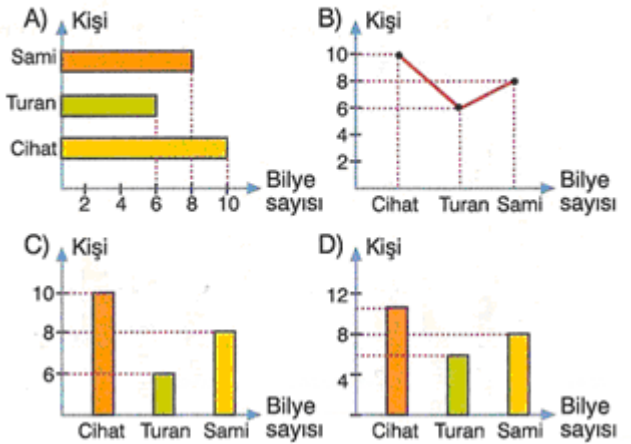 A) Kişi
Sami
Turan
Cihat
2 4 6 8 10
Bilye
sayısı
B) Kişi
10
8
6
4
2
Cihat Turan Sami
Bilye
sayısı
C) Kişi
10
8
6
Cihat Turan Sami
Bilye
sayısı
D) Kişi
12
8
4
Cihat Turan Sami
Bilye
sayısı